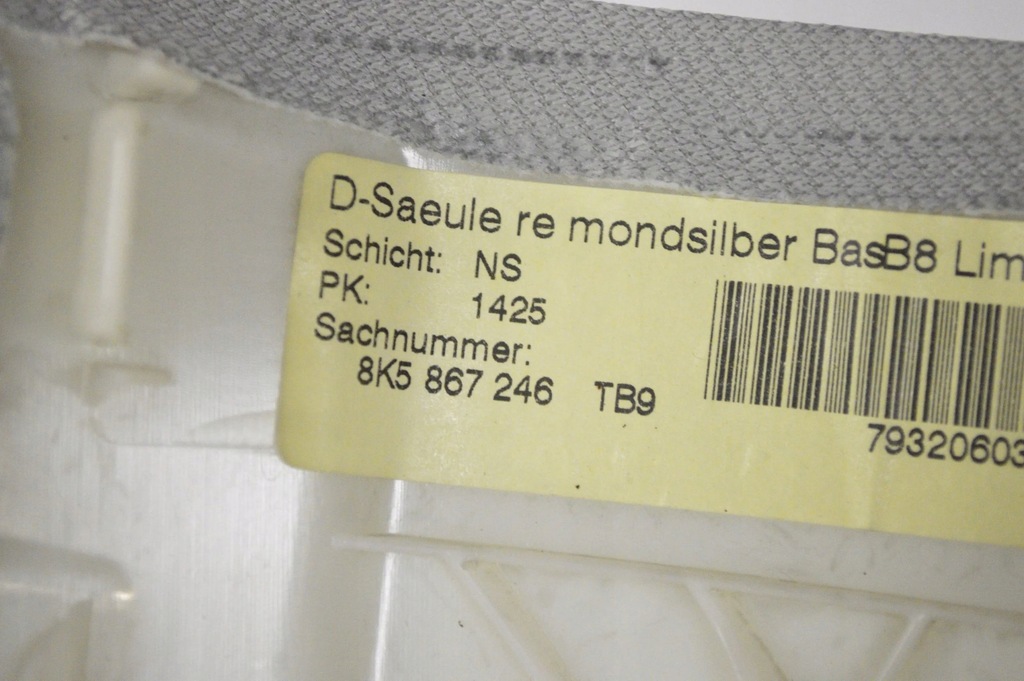 D-Saeule re mondsilber BasB8 Lim
Schicht: NS
PK: 1425
Sachnummer:
8K5 867 246 TB9
79320603